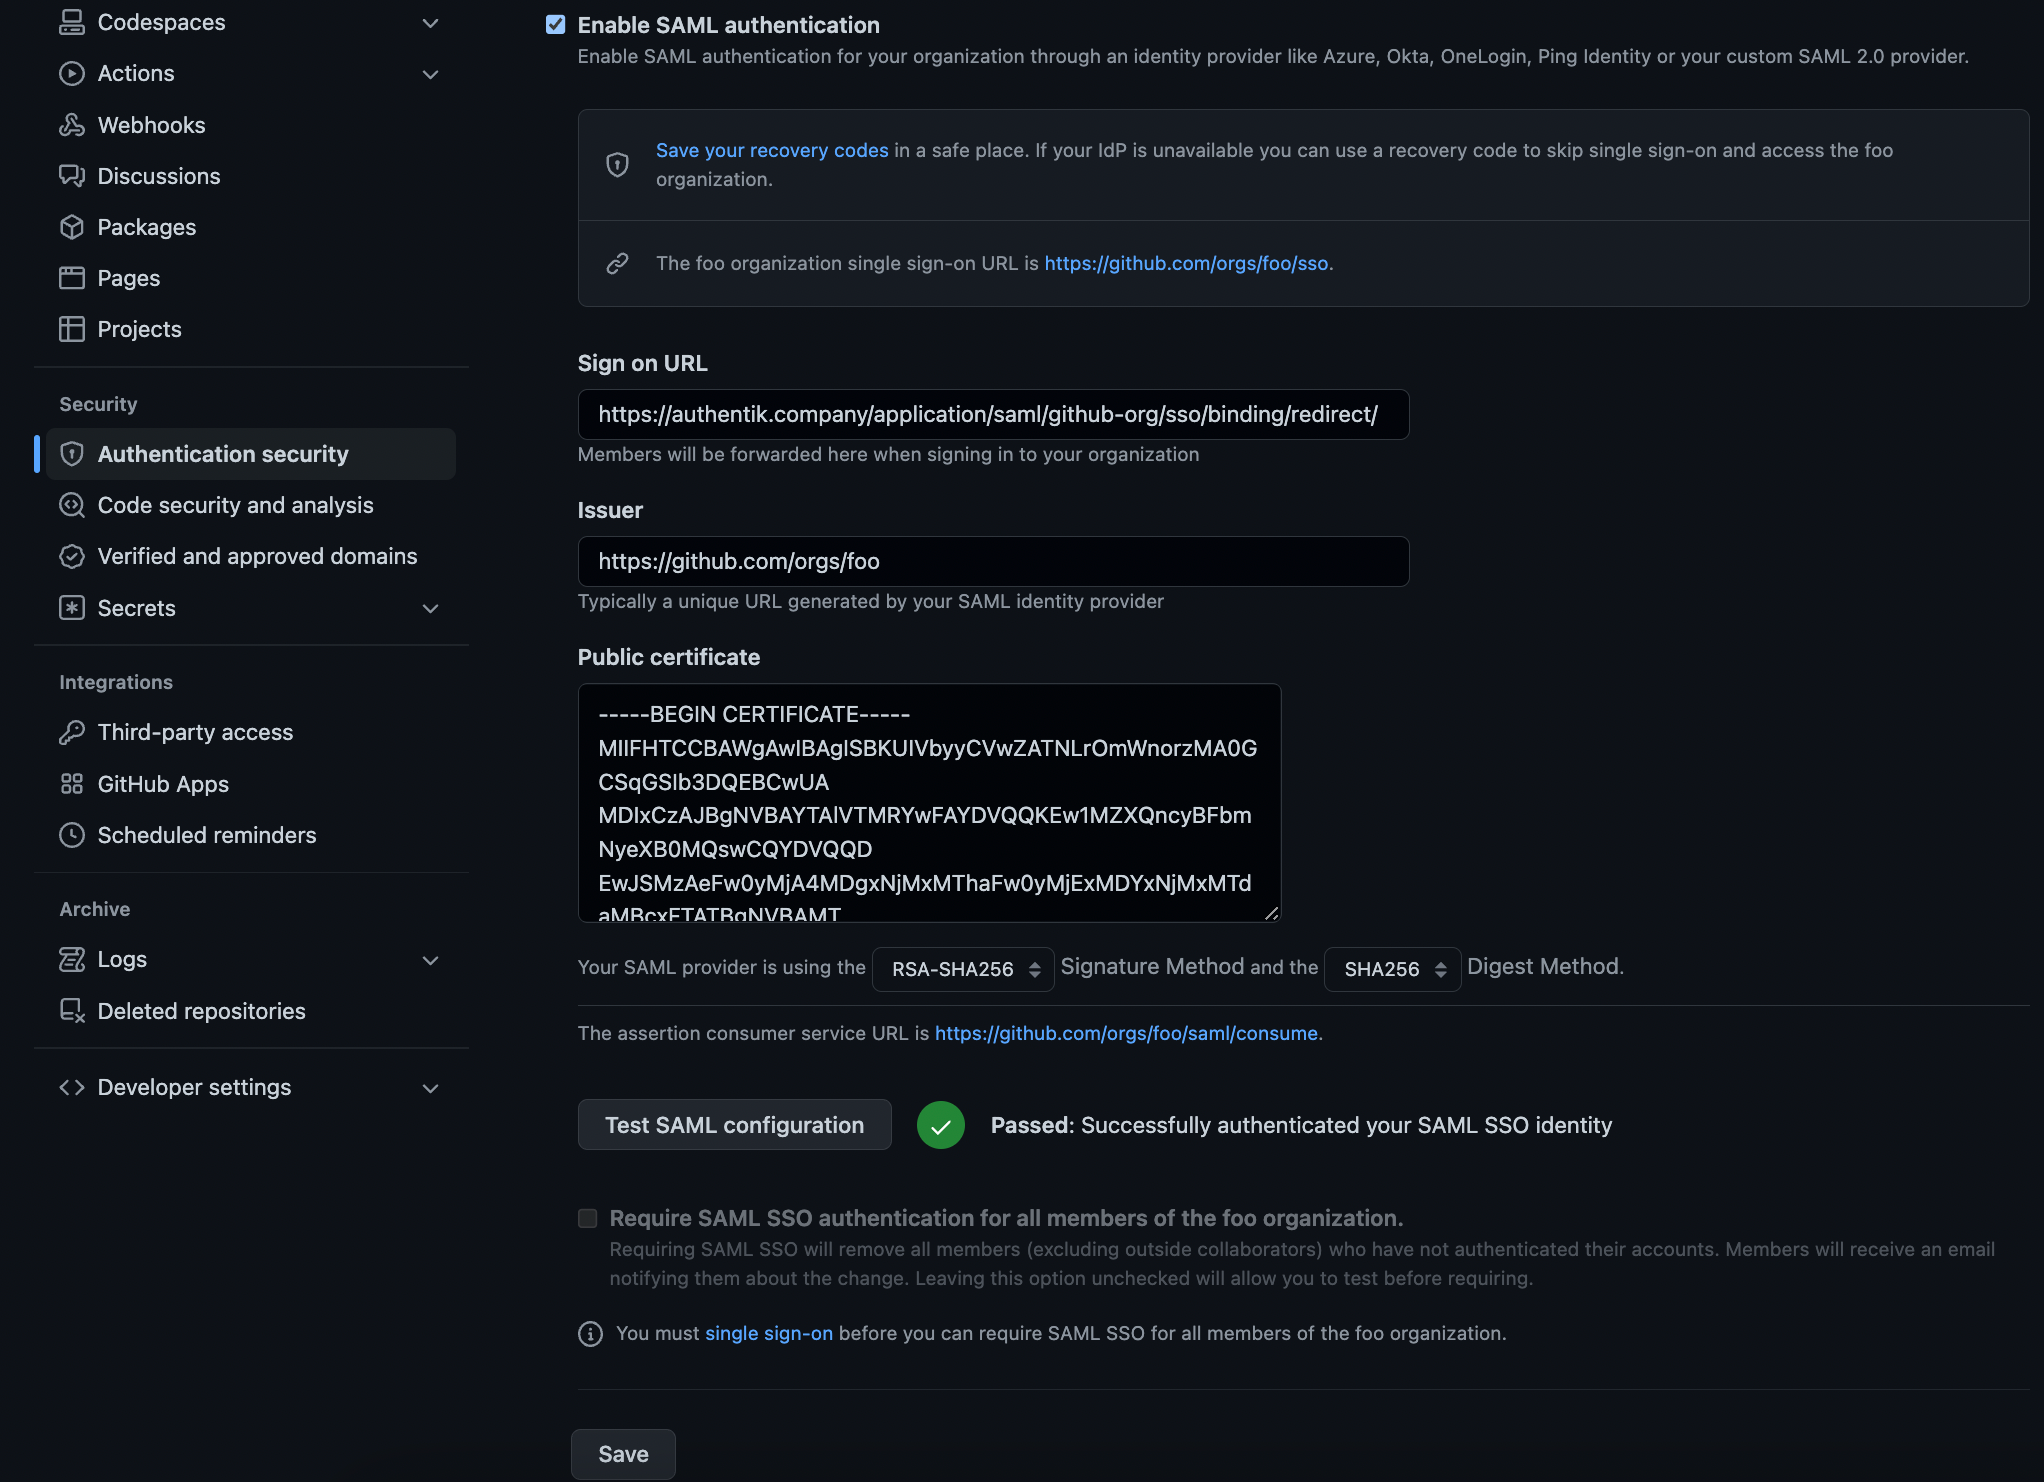 Codespaces
Actions
Webhooks
Discussions
Packages
Pages
Projects
Security
Authentication security
Code security and analysis
Verified and approved domains
Secrets
Integrations
Third-party access
GitHub Apps
Scheduled reminders
Archive
Logs
Deleted repositories
Developer settings
Enable SAML authentication
Enable SAML authentication for your organization through an identity provider like Azure, Okta, OneLogin, Ping Identity or your custom SAML 2.0 provider.
Save your recovery codes in a safe place. If your IdP is unavailable you can use a recovery code to skip single sign-on and access the foo
organization.
The foo organization single sign-on URL is https://github.com/orgs/foo/sso.
Sign on URL
https://authentik.company/application/saml/github-org/sso/binding/redirect/
Members will be forwarded here when signing in to your organization
Issuer
https://github.com/orgs/foo
Typically a unique URL generated by your SAML identity provider
Public certificate
-----BEGIN CERTIFICATE-----
MIIFHTCCBAWgAwIBAgISBKUIVbyyCVwZATNLrOmWnorzMA0G
CSqGSIb3DQEBCwUA
MDIxCzAJBgNVBAYTAlVTMRYwFAYDVQQKEw1MZXQncyBFbm
NyeXB0MQswCQYDVQQD
EwJSMzAeFw0yMjA4MDgxNjMxMThaFw0yMjExMDYxNjMxMTd
aMBcxFTATBgNVBAMT
Your SAML provider is using the RSA-SHA256 Signature Method and the SHA256 Digest Method.
The assertion consumer service URL is https://github.com/orgs/foo/saml/consume.
Test SAML configuration Passed: Successfully authenticated your SAML SSO identity
Require SAML SSO authentication for all members of the foo organization.
Requiring SAML SSO will remove all members (excluding outside collaborators) who have not authenticated their accounts. Members will receive an email
notifying them about the change. Leaving this option unchecked will allow you to test before requiring.
You must single sign-on before you can require SAML SSO for all members of the foo organization.
Save